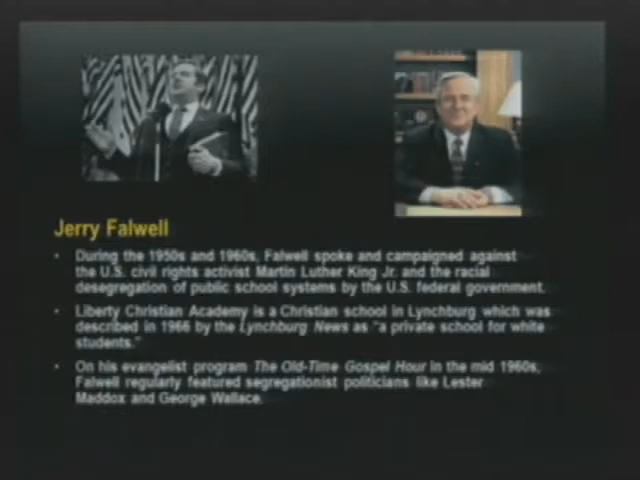 Jerry Falwell
• During the 1950s and 1960s, Falwell spoke and campaigned against
the U.S. civil rights activist Martin Luther King Jr. and the racial
desegregation of public school systems by the U.S. federal government.
• Liberty Christian Academy is a Christian school in Lynchburg which was
described in 1966 by the Lynchburg News as "a private school for white
students."
• On his evangelist program The Old-Time Gospel Hour in the mid 1960s,
Falwell regularly featured segregationist politicians like Lester
Maddox and George Wallace.